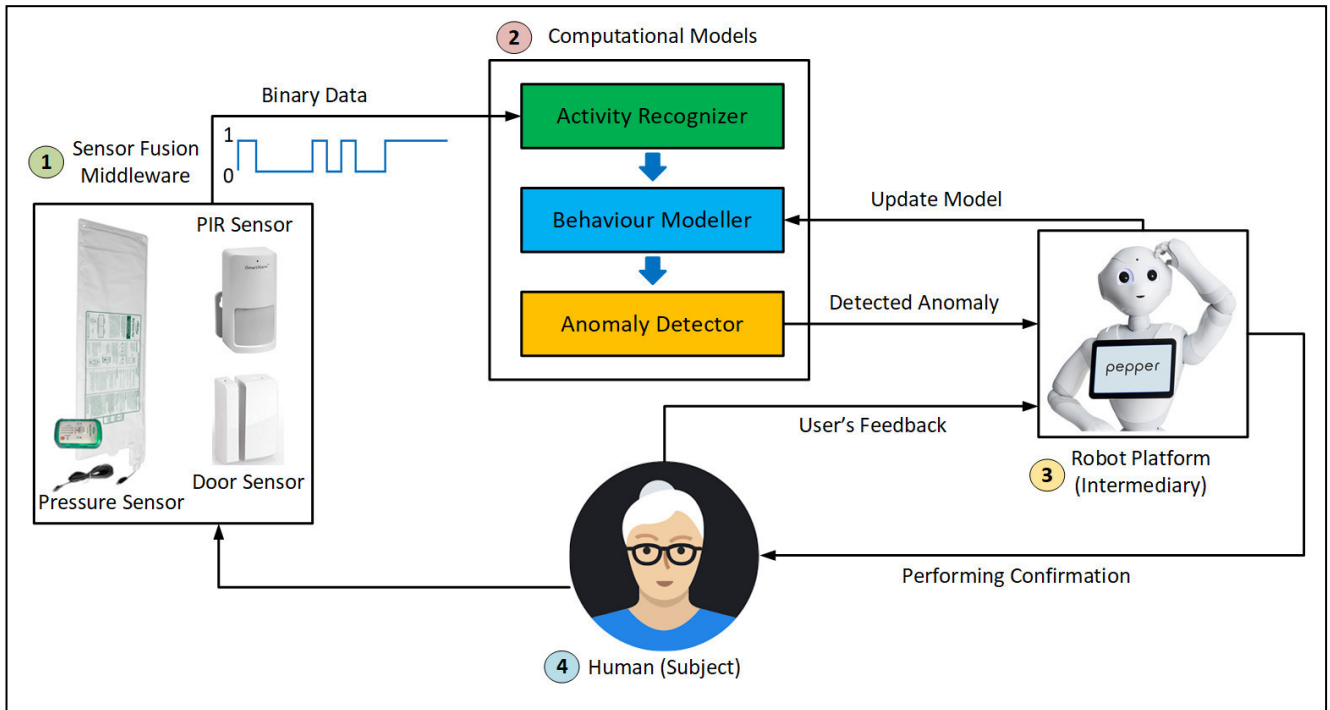 2
Computational Models
Binary Data
1
0
Activity Recognizer
1
Sensor Fusion
Middleware
PIR Sensor
Behaviour Modeller
Update Model
Anomaly Detector
Detected Anomaly
pepper
User's Feedback
Door Sensor
Pressure Sensor
3
Robot Platform
(Intermediary)
Performing Confirmation
4
Human (Subject)